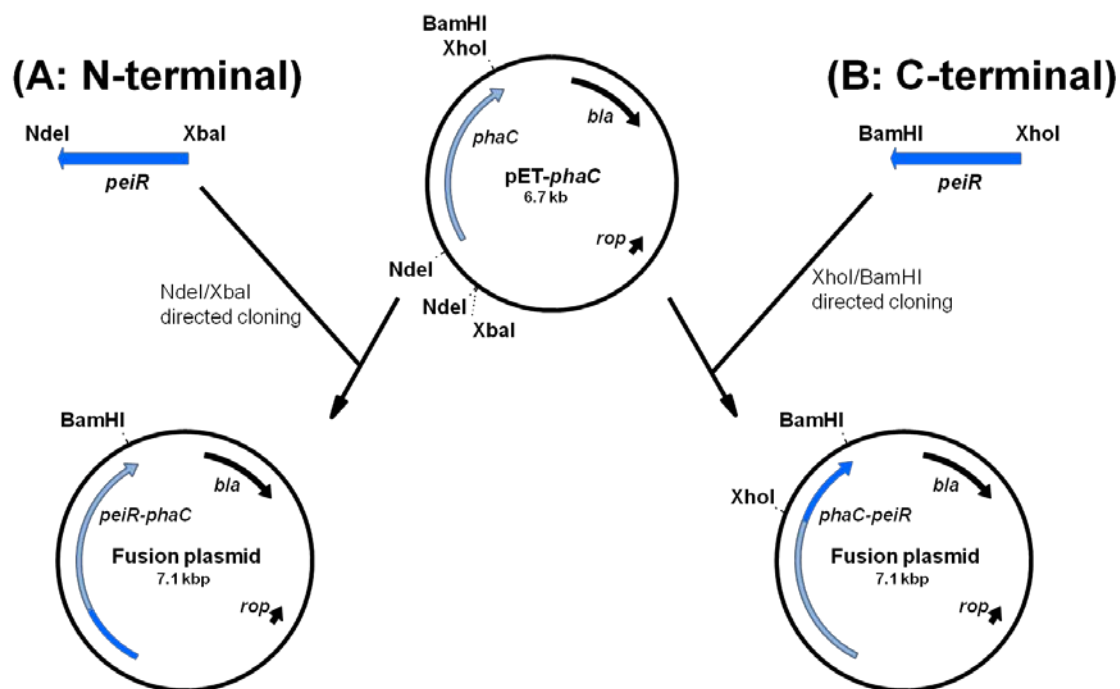 (A: N-terminal)
NdeI
XbaI
peiR
BamHI
XhoI
bla
phaC
pET-phaC
6.7 kb
rop
NdeI
NdeI
XbaI
(B: C-terminal)
BamHI
XhoI
peiR
NdeI/XbaI
directed cloning
XhoI/BamHI
directed cloning
BamHI
bla
peiR-phaC
Fusion plasmid
7.1 kbp
rop
BamHI
XhoI
bla
phaC-peiR
Fusion plasmid
7.1 kbp
rop